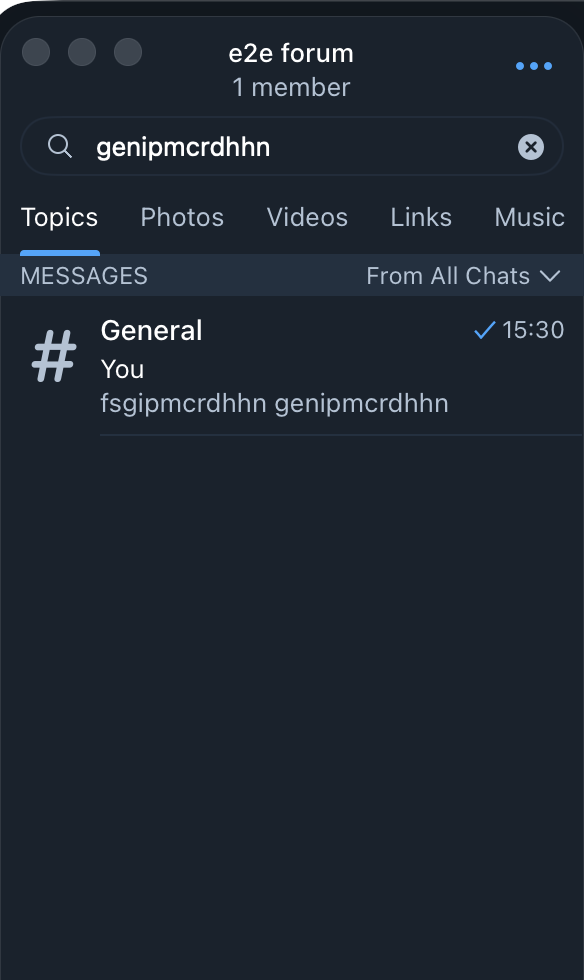 e2e forum
1 member
genipmcrdhhn
Topics Photos Videos Links Music
MESSAGES From All Chats
General 15:30
You
fsgipmcrdhhn genipmcrdhhn